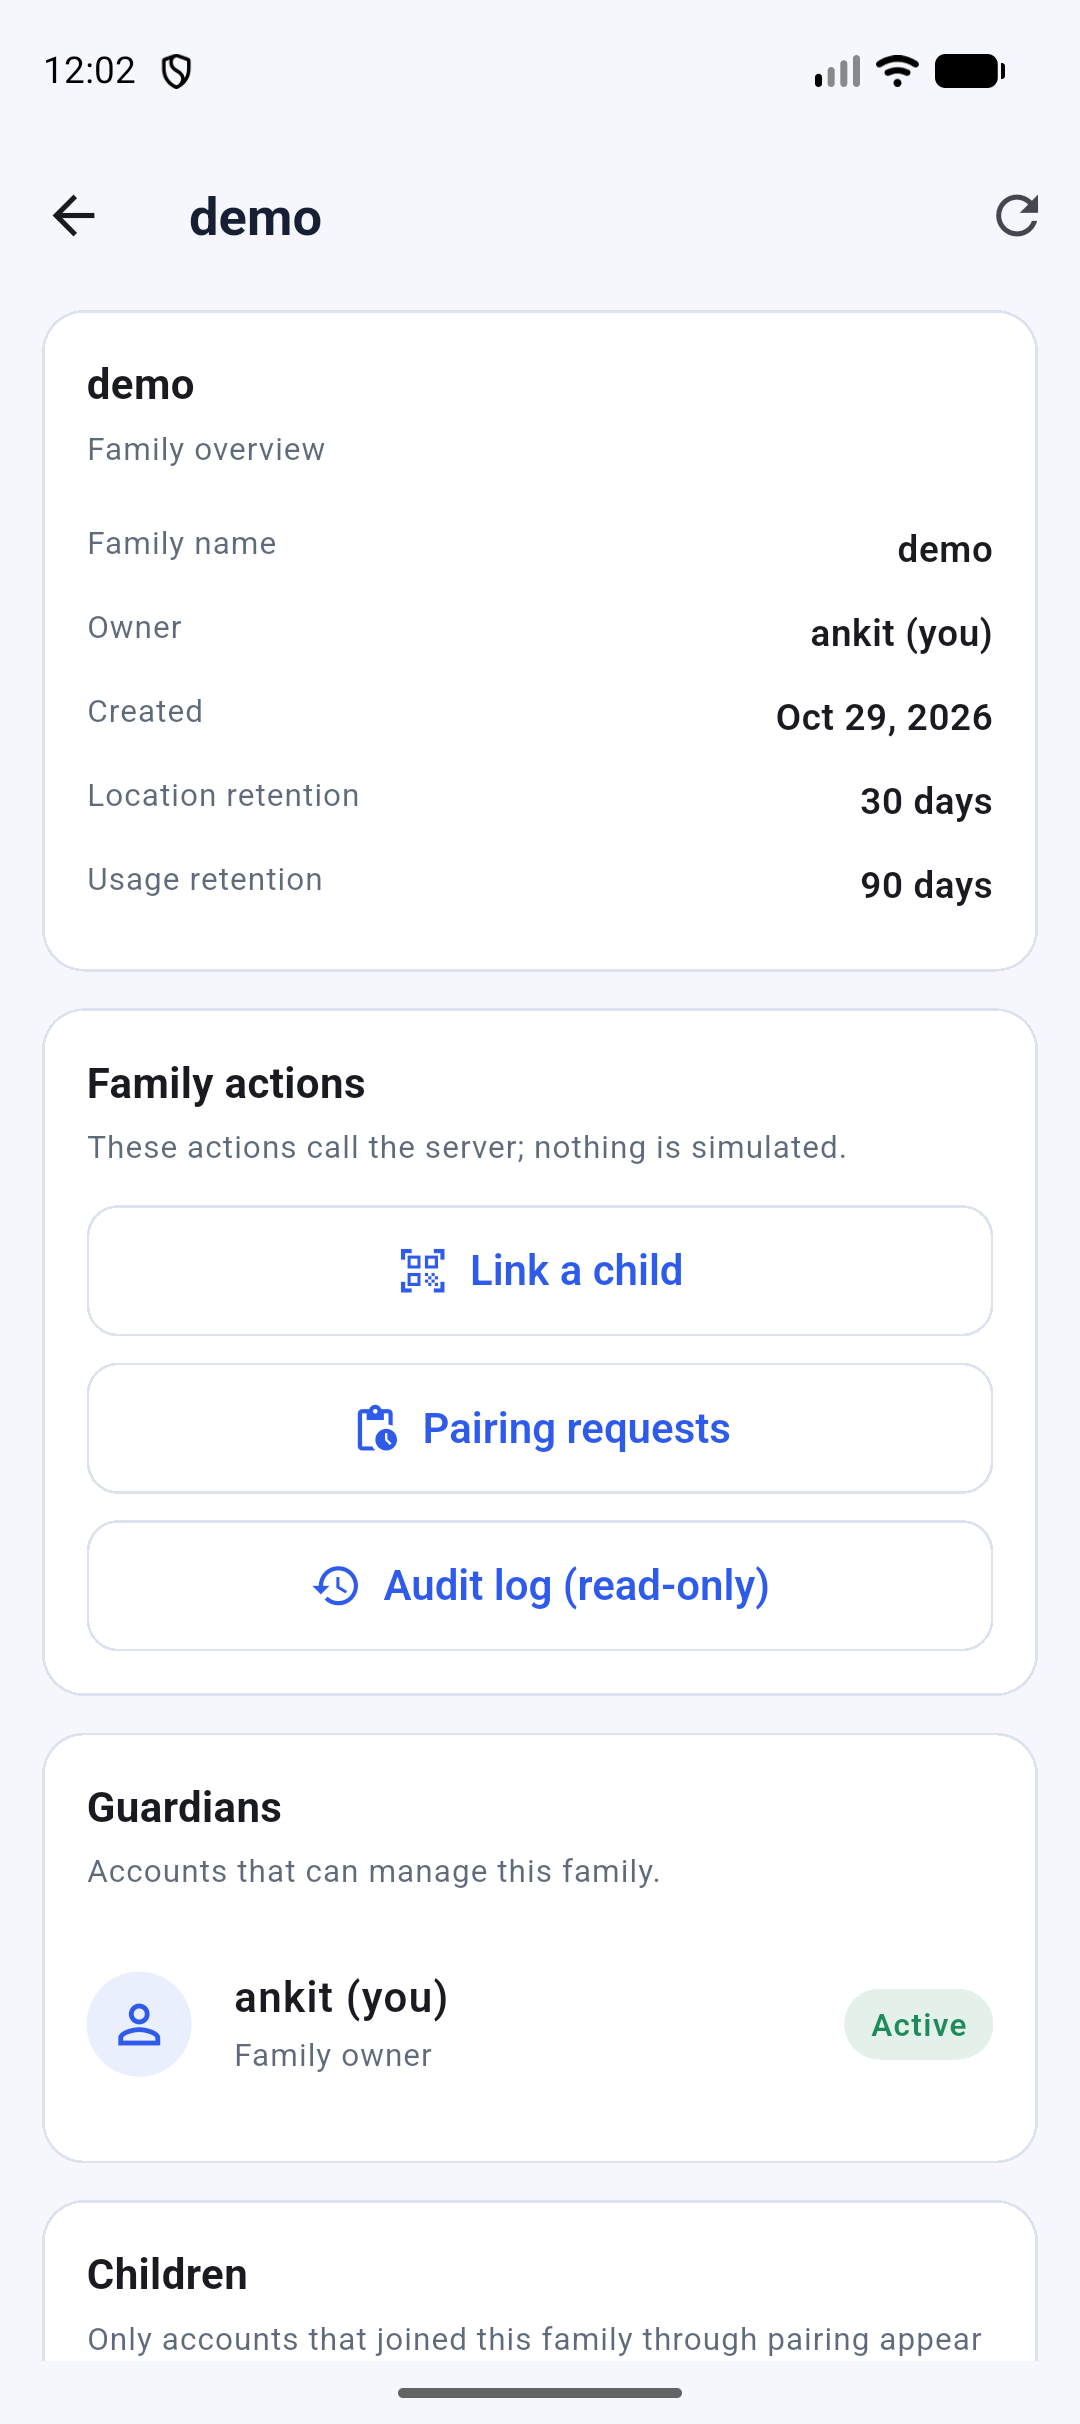 12:02
demo
demo
Family overview
Family name
demo
Owner
ankit (you)
Created
Oct 29, 2026
Location retention
30 days
Usage retention
90 days
Family actions
These actions call the server; nothing is simulated.
Link a child
Pairing requests
Audit log (read-only)
Guardians
Accounts that can manage this family.
ankit (you)
Family owner
Active
Children
Only accounts that joined this family through pairing appear